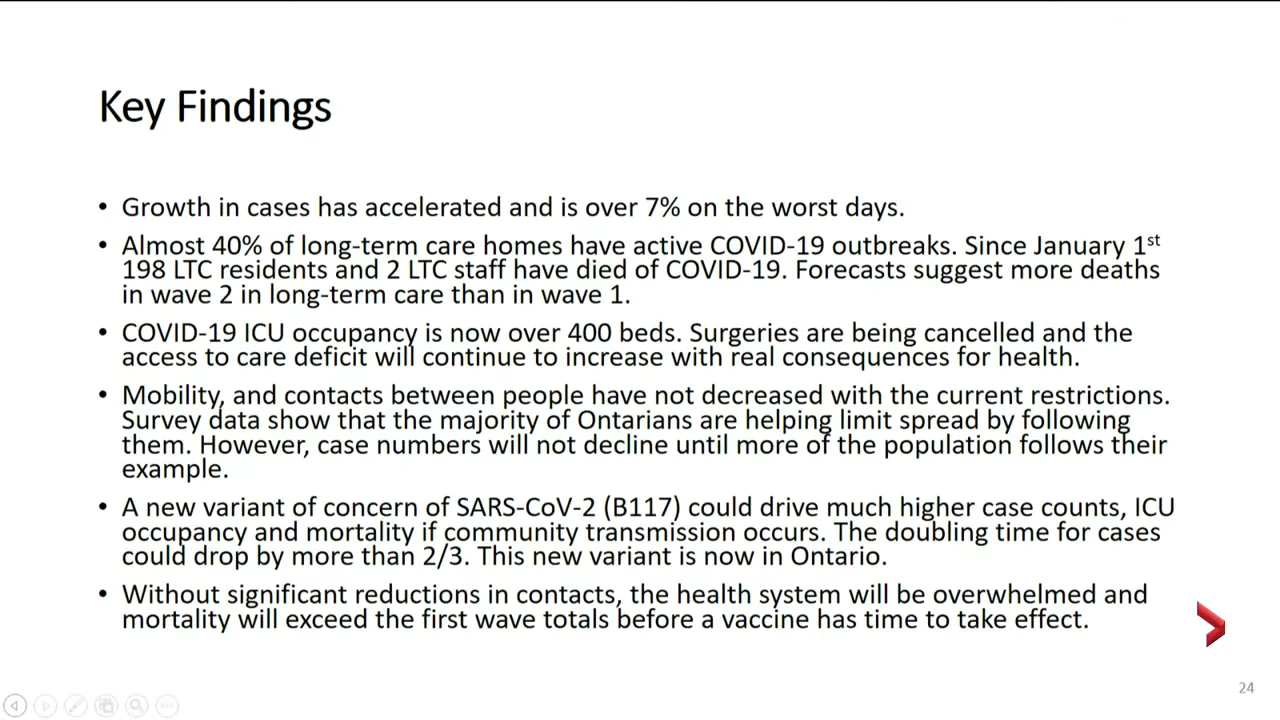 Key Findings
• Growth in cases has accelerated and is over 7% on the worst days.
• Almost 40% of long-term care homes have active COVID-19 outbreaks. Since January 1st
198 LTC residents and 2 LTC staff have died of COVID-19. Forecasts suggest more deaths
in wave 2 in long-term care than in wave 1.
• COVID-19 ICU occupancy is now over 400 beds. Surgeries are being cancelled and the
access to care deficit will continue to increase with real consequences for health.
• Mobility, and contacts between people have not decreased with the current restrictions.
Survey data show that the majority of Ontarians are helping limit spread by following
them. However, case numbers will not decline until more of the population follows their
example.
• A new variant of concern of SARS-CoV-2 (B117) could drive much higher case counts, ICU
occupancy and mortality if community transmission occurs. The doubling time for cases
could drop by more than 2/3. This new variant is now in Ontario.
• Without significant reductions in contacts, the health system will be overwhelmed and
mortality will exceed the first wave totals before a vaccine has time to take effect.
24